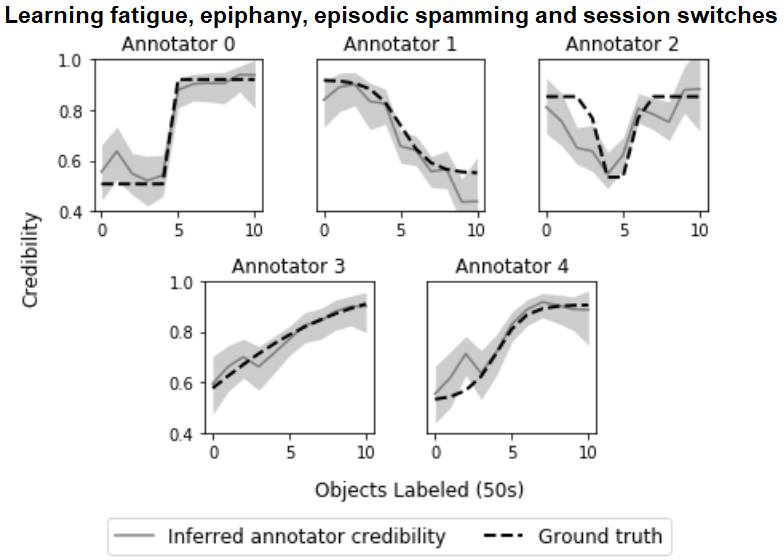 Learning fatigue, epiphany, episodic spamming and session switches
Annotator 0
Annotator 1
Annotator 2
1.0
0.8
0.6
0.4
0 5 10
0 5 10
0 5 10
Credibility
Annotator 3
Annotator 4
1.0
0.8
0.6
0.4
0 5 10
0 5 10
Objects Labeled (50s)
Inferred annotator credibility
Ground truth